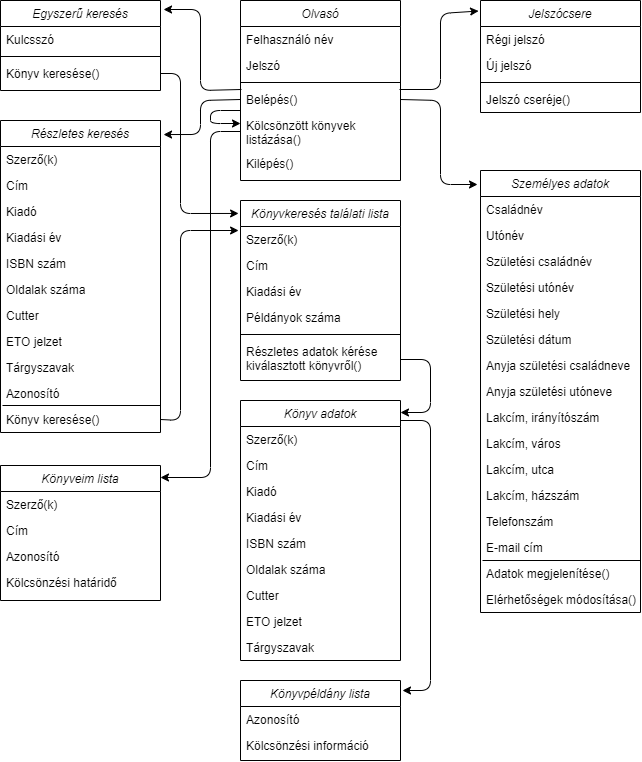 Egyszerű keresés
Kulcsszó
Könyv keresése()
Olvasó
Felhasználó név
Jelszó
Belépés()
Kölcsönzött könyvek
listázása()
Kilépés()
Jelszócsere
Régi jelszó
Új jelszó
Jelszó cseréje()
Részletes keresés
Szerző(k)
Cím
Kiadó
Kiadási év
ISBN szám
Oldalak száma
Cutter
ETO jelzet
Tárgyszavak
Azonosító
Könyv keresése()
Könyvkeresés találati lista
Szerző(k)
Cím
Kiadási év
Példányok száma
Részletes adatok kérése
kiválasztott könyvről()
Személyes adatok
Családnév
Utónév
Születési családnév
Születési utónév
Születési hely
Születési dátum
Anyja születési családneve
Anyja születési utóneve
Lakcím, irányítószám
Lakcím, város
Lakcím, utca
Lakcím, házszám
Telefonszám
E-mail cím
Adatok megjelenítése()
Elérhetőségek módosítása()
Könyveim lista
Szerző(k)
Cím
Azonosító
Kölcsönzési határidő
Könyv adatok
Szerző(k)
Cím
Kiadó
Kiadási év
ISBN szám
Oldalak száma
Cutter
ETO jelzet
Tárgyszavak
Könyvpéldány lista
Azonosító
Kölcsönzési információ